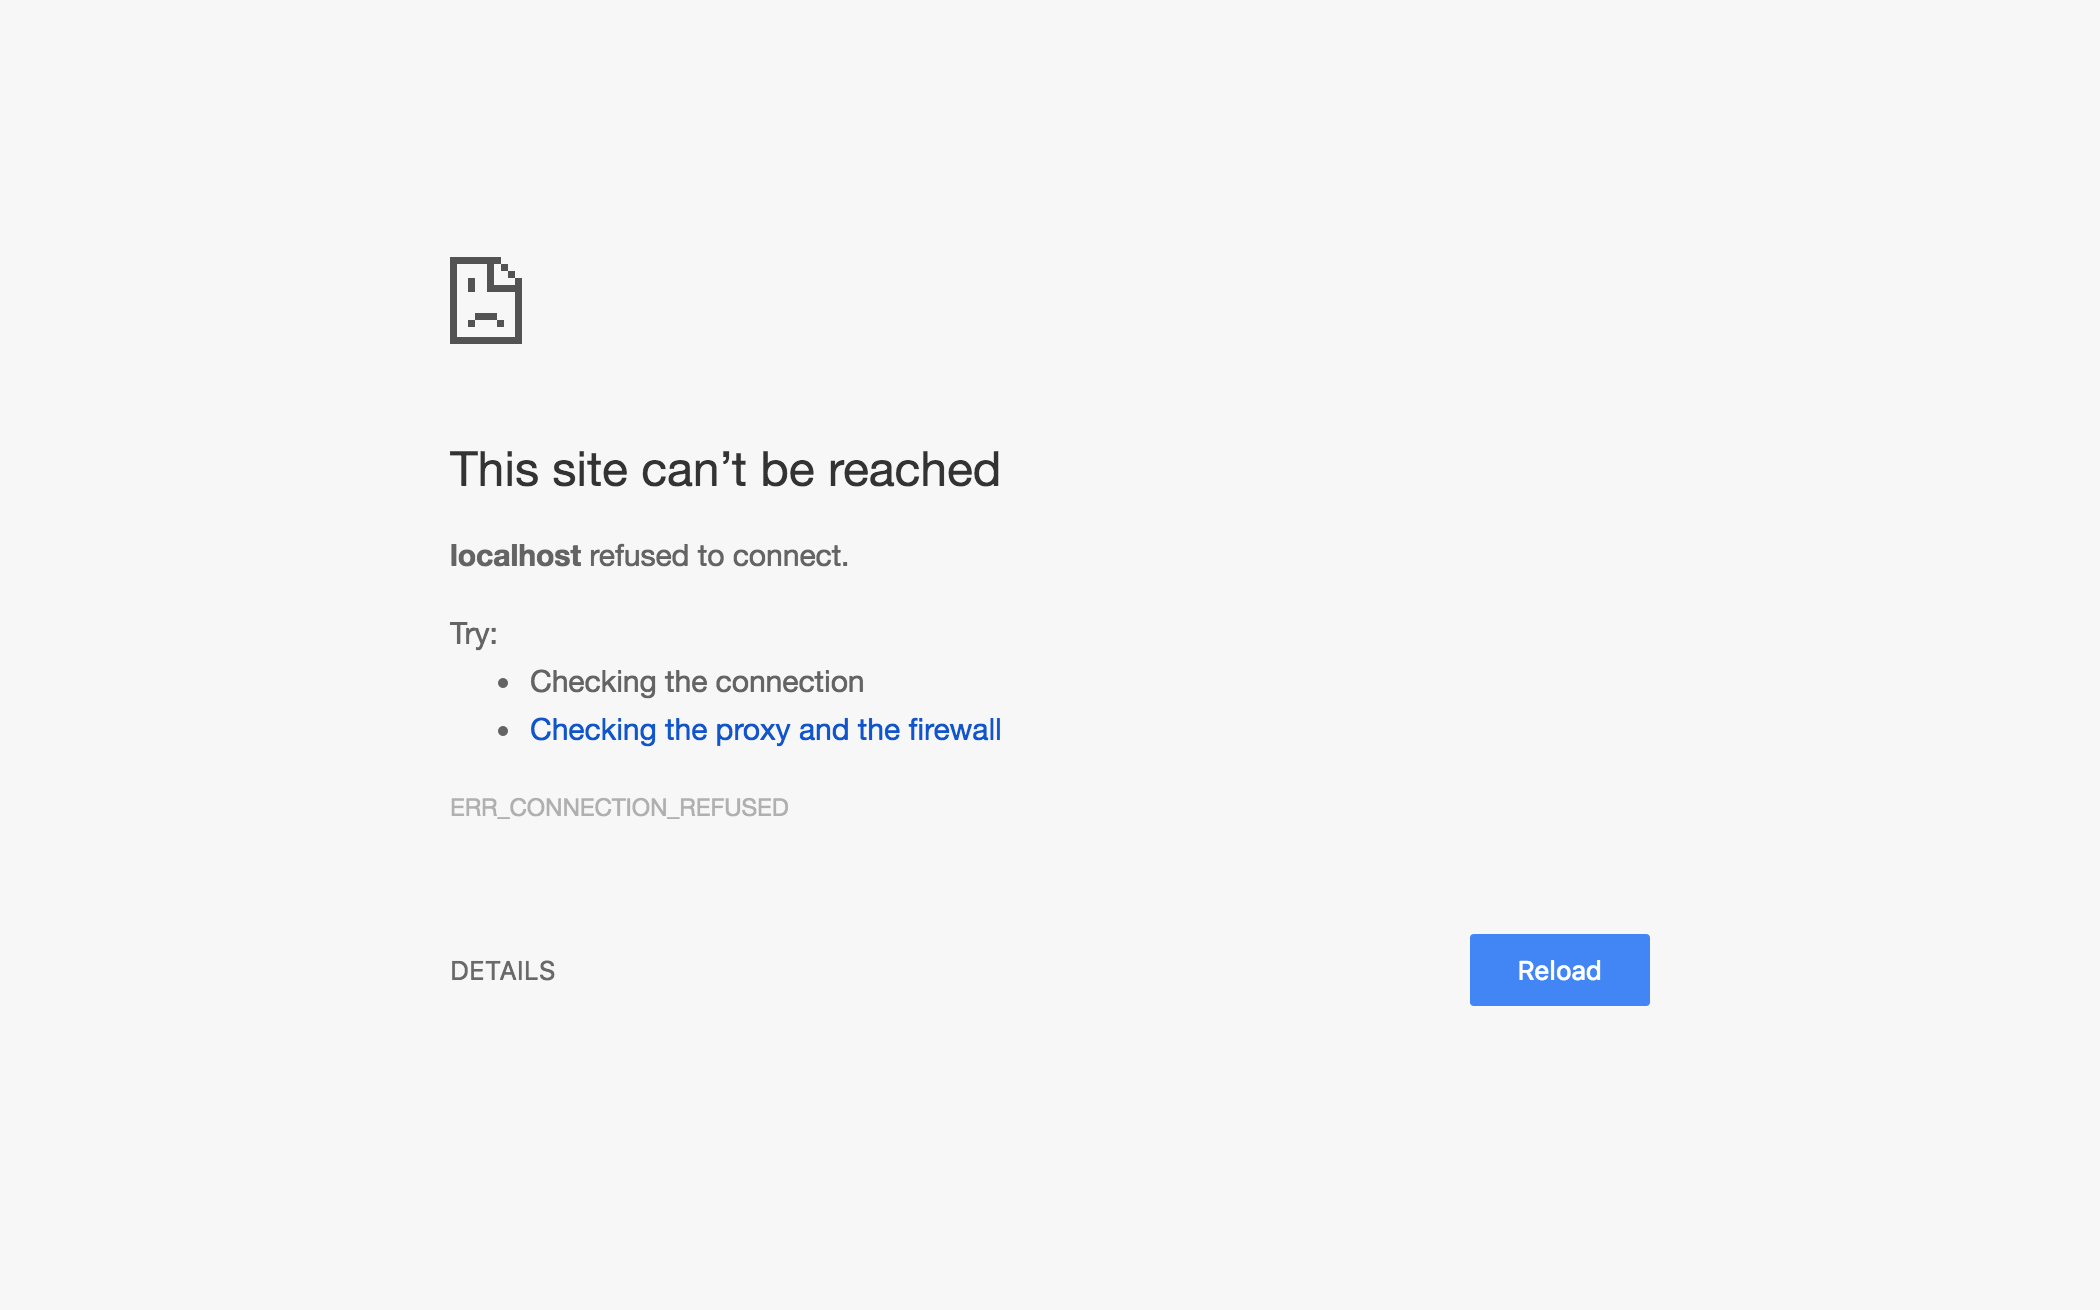 This site can’t be reached
localhost refused to connect.
Try:
Checking the connection
Checking the proxy and the firewall
ERR_CONNECTION_REFUSED
DETAILS
Reload